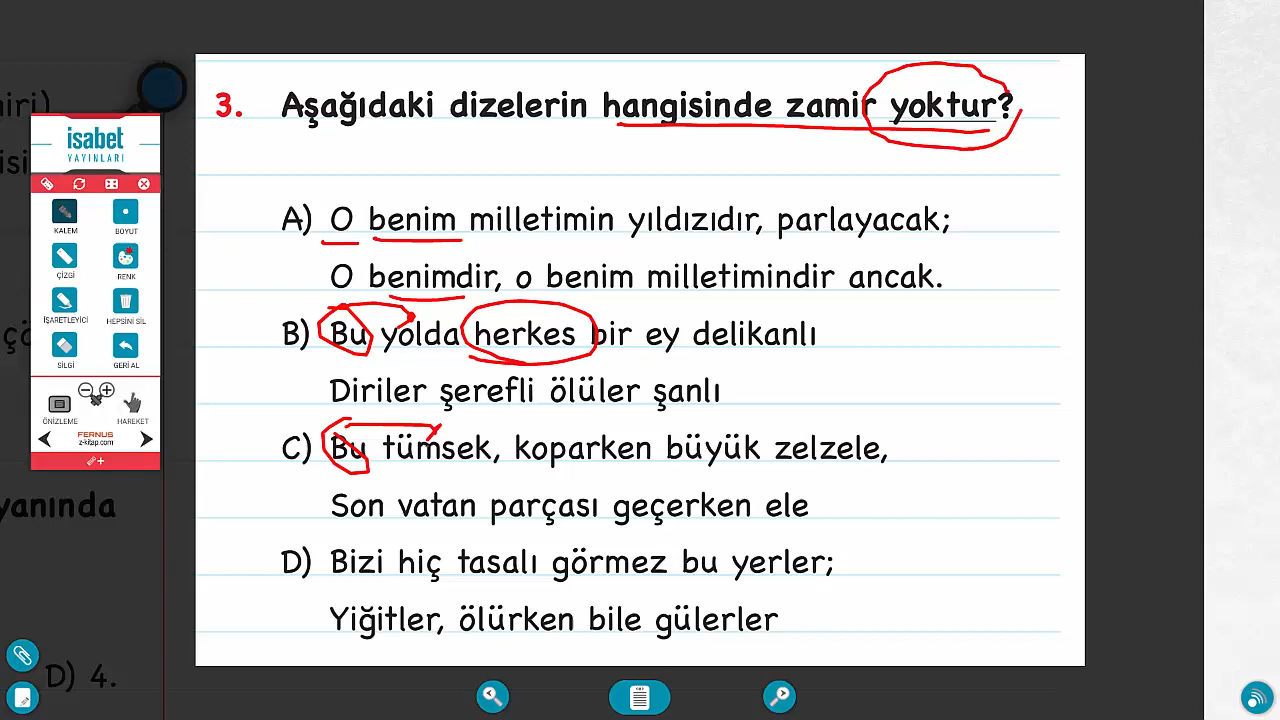 3. Aşağıdaki dizelerin hangisinde zamir yoktur?
A) O benim milletimin yıldızıdır, parlayacak;
O benimdir, o benim milletimindir ancak.
B) Bu yolda herkes bir ey delikanlı
Diriler şerefli ölüler şanlı
C) Bu tümsek, koparken büyük zelzele,
Son vatan parçası geçerken ele
D) Bizi hiç tasalı görmez bu yerler;
Yiğitler, ölürken bile gülerler
isabet
YAYINLARI
KALEM BOYUT
ÇİZGİ RENK
İŞARETLEYİCİ HEPSİNİ SİL
SİLGİ GERİ AL
ÖNİZLEME HAREKET
FERNUS
z-kitap.com
yanında
D) 4.